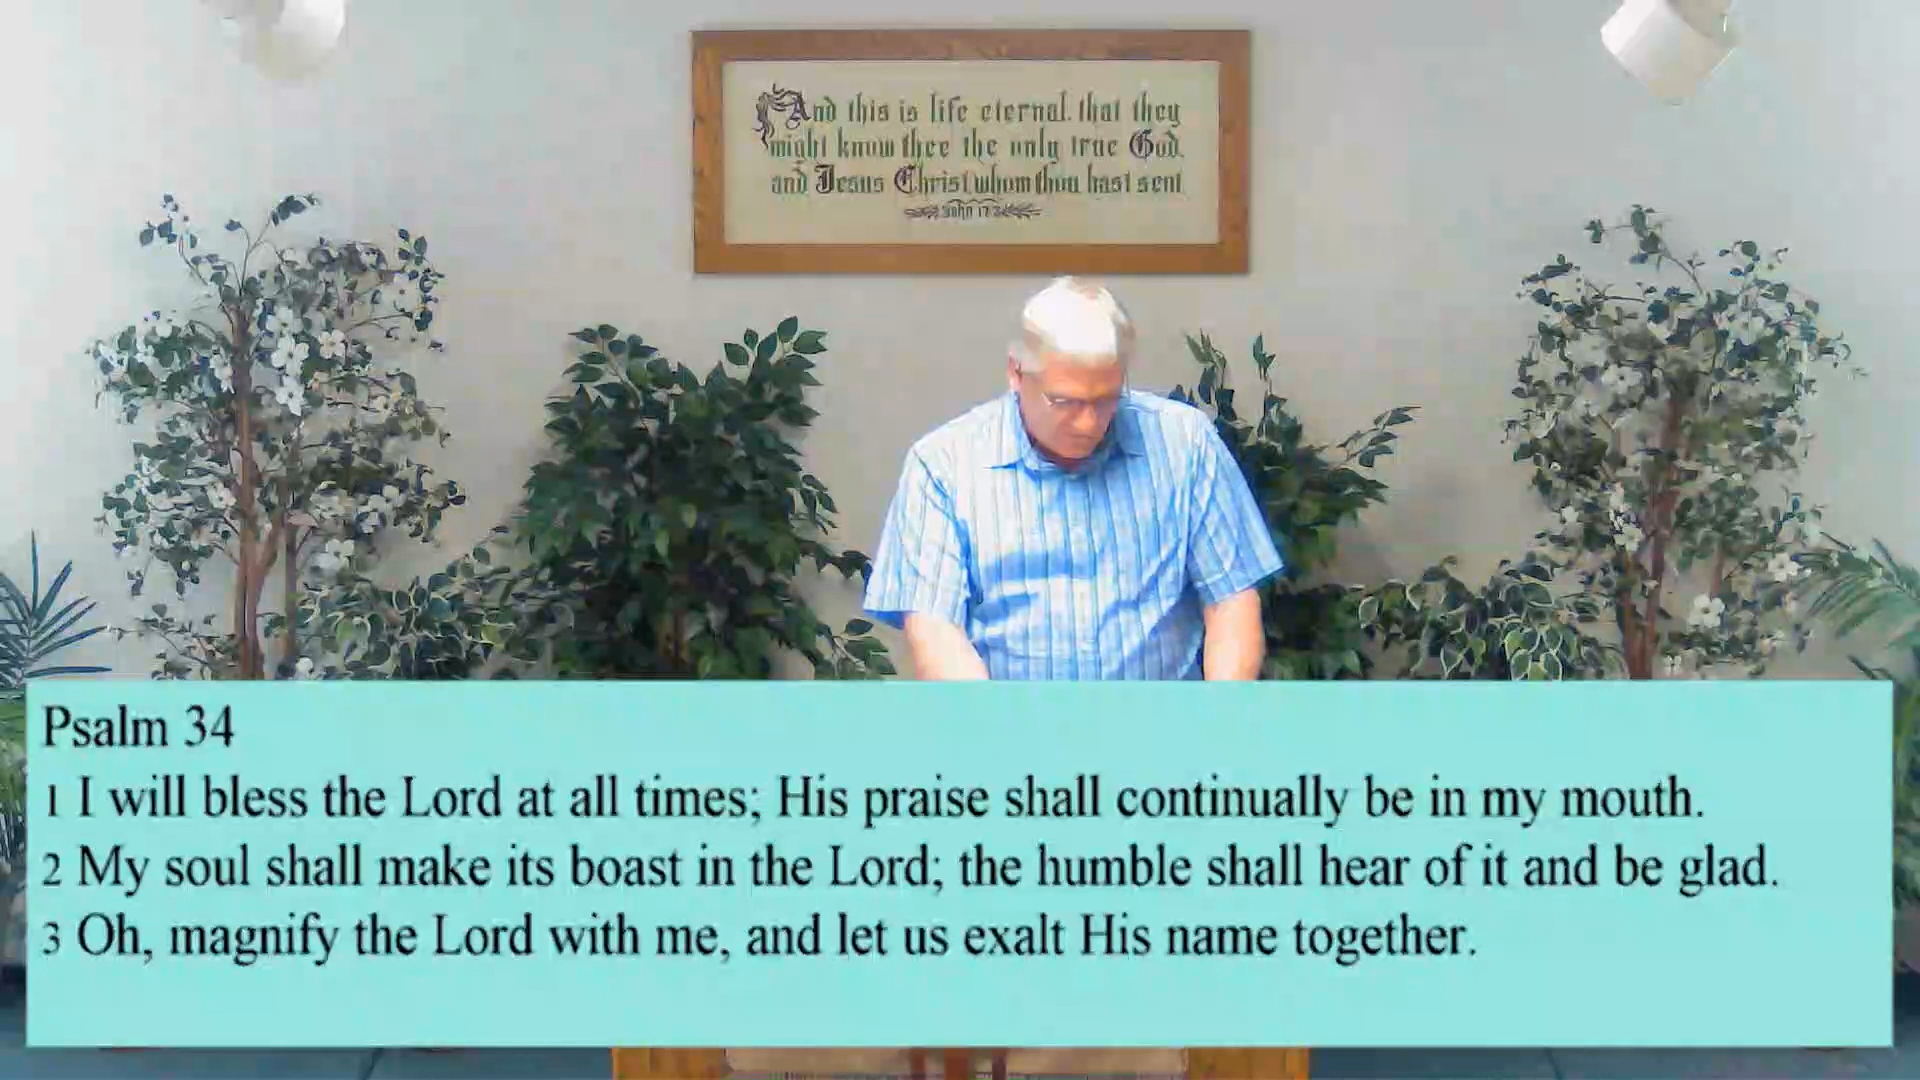 And this is life eternal, that they
might know thee the only true God,
and Jesus Christ, whom thou hast sent
John 17:3
Psalm 34
1 I will bless the Lord at all times; His praise shall continually be in my mouth.
2 My soul shall make its boast in the Lord; the humble shall hear of it and be glad.
3 Oh, magnify the Lord with me, and let us exalt His name together.